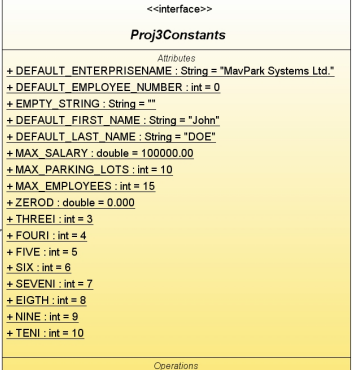 <<interface>>
Proj3Constants
Attributes
+ DEFAULT_ENTERPRISENAME : String = "MavPark Systems Ltd."
+ DEFAULT_EMPLOYEE_NUMBER : int = 0
+ EMPTY_STRING : String = ""
+ DEFAULT_FIRST_NAME : String = "John"
+ DEFAULT_LAST_NAME : String = "DOE"
+ MAX_SALARY : double = 100000.00
+ MAX_PARKING_LOTS : int = 10
+ MAX_EMPLOYEES : int = 15
+ ZEROD : double = 0.000
+ THREEI : int = 3
+ FOURI : int = 4
+ FIVE : int = 5
+ SIX : int = 6
+ SEVENI : int = 7
+ EIGTH : int = 8
+ NINE : int = 9
+ TENI : int = 10
Operations